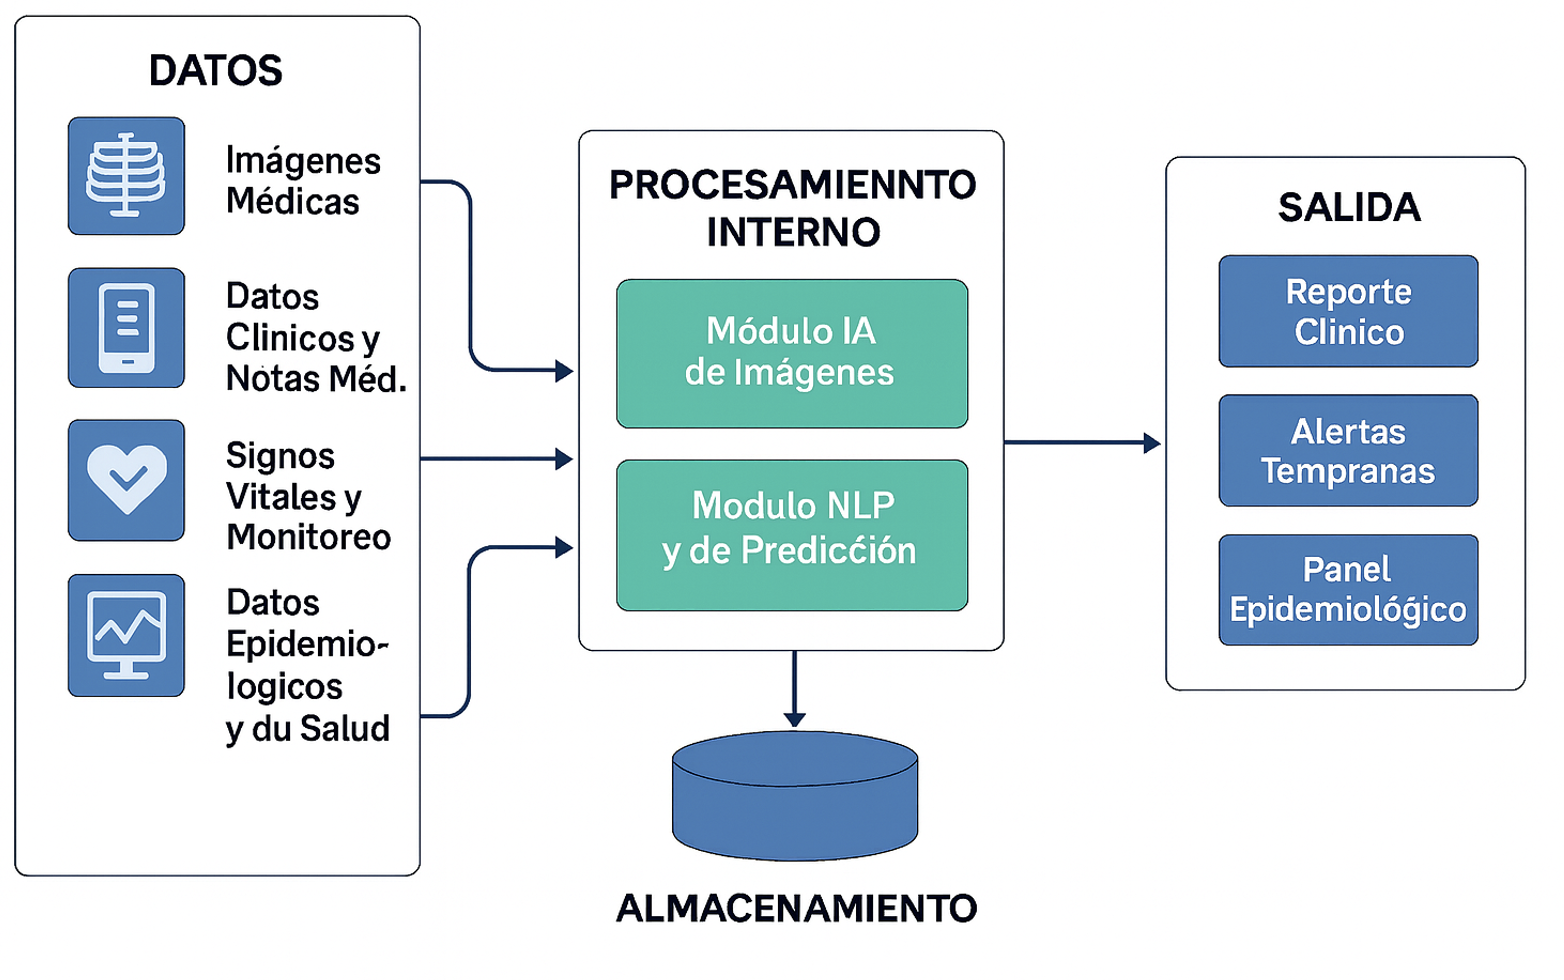 DATOS
Imágenes
Médicas
Datos
Clinicos y
Notas Méd.
Signos
Vitales y
Monitoreo
Datos
Epidemio-
logicos
y du Salud
PROCESAMIENNTO
INTERNO
Módulo IA
de Imágenes
Modulo NLP
y de Predicćión
ALMACENAMIENTO
SALIDA
Reporte
Clinico
Alertas
Tempranas
Panel
Epidemiológico